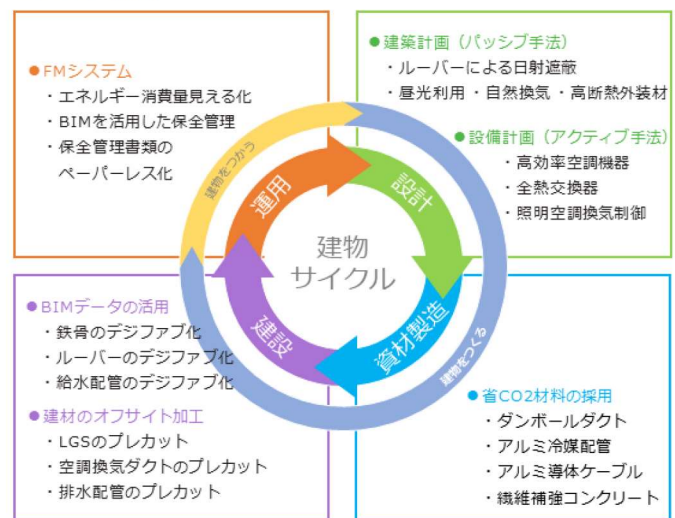 ●FMシステム
・エネルギー消費量見える化
・BIMを活用した保全管理
・保全管理書類の
ペーパーレス化
●建築計画（パッシブ手法）
・ルーバーによる日射遮蔽
・昼光利用 ・自然換気 ・高断熱外装材
●設備計画（アクティブ手法）
・高効率空調機器
・全熱交換器
・照明空調換気制御
建物をつかう
運用
設計
建物
サイクル
建設
資材製造
建物をつくる
●BIMデータの活用
・鉄骨のデジファブ化
・ルーバーのデジファブ化
・給水配管のデジファブ化
●建材のオフサイト加工
・LGSのプレカット
・空調換気ダクトのプレカット
・排水配管のプレカット
●省CO2材料の採用
・ダンボールダクト
・アルミ冷媒配管
・アルミ導体ケーブル
・繊維補強コンクリート